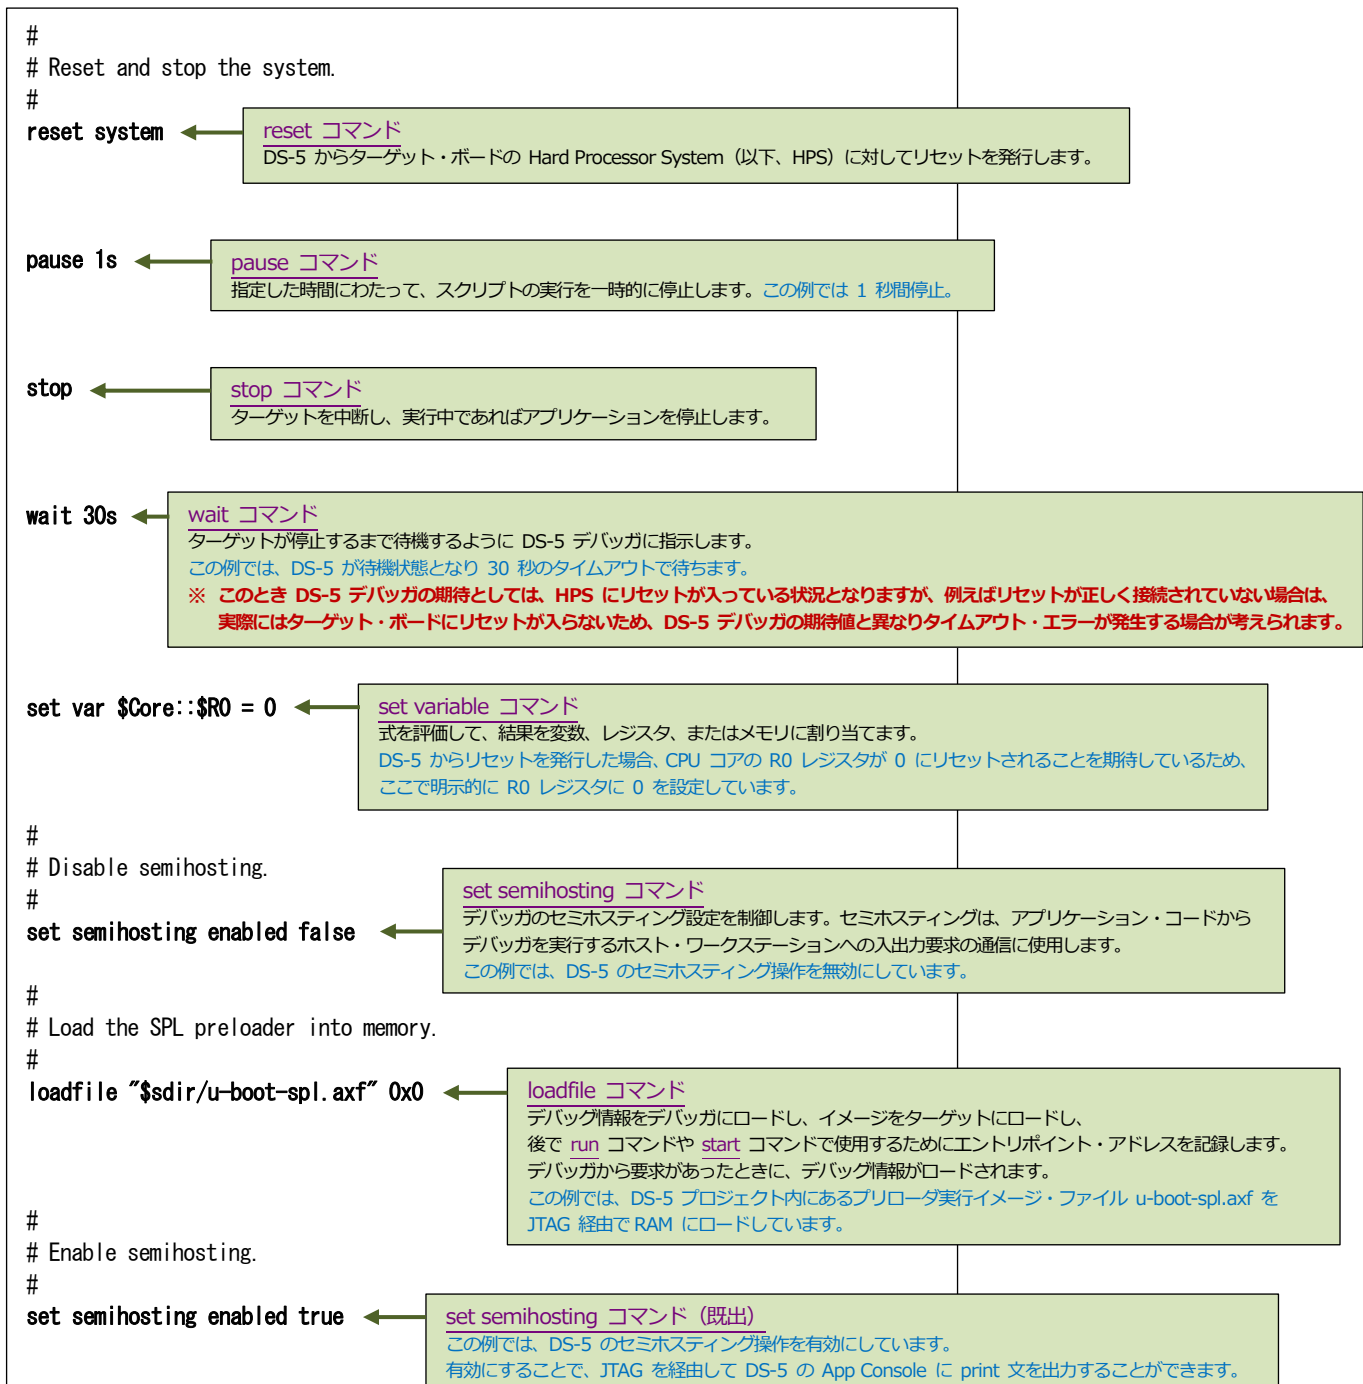 #
# Reset and stop the system.
#
reset system
reset コマンド
DS-5 からターゲット・ボードの Hard Processor System（以下、HPS）に対してリセットを発行します。
pause 1s
pause コマンド
指定した時間にわたって、スクリプトの実行を一時的に停止します。この例では 1 秒間停止。
stop
stop コマンド
ターゲットを中断し、実行中であればアプリケーションを停止します。
wait 30s
wait コマンド
ターゲットが停止するまで待機するように DS-5 デバッガに指示します。
この例では、DS-5 が待機状態となり 30 秒のタイムアウトで待ちます。
※ このとき DS-5 デバッガの期待としては、HPS にリセットが入っている状況となりますが、例えばリセットが正しく接続されていない場合は、
実際にはターゲット・ボードにリセットが入らないため、DS-5 デバッガの期待値と異なりタイムアウト・エラーが発生する場合が考えられます。
set var $Core::$R0 = 0
set variable コマンド
式を評価して、結果を変数、レジスタ、またはメモリに割り当てます。
DS-5 からリセットを発行した場合、CPU コアの R0 レジスタが 0 にリセットされることを期待しているため、
ここで明示的に R0 レジスタに 0 を設定しています。
#
# Disable semihosting.
#
set semihosting enabled false
set semihosting コマンド
デバッガのセミホスティング設定を制御します。セミホスティングは、アプリケーション・コードから
デバッガを実行するホスト・ワークステーションへの入出力要求の通信に使用します。
この例では、DS-5 のセミホスティング操作を無効にしています。
#
# Load the SPL preloader into memory.
#
loadfile "$sdir/u-boot-spl.axf" 0x0
loadfile コマンド
デバッグ情報をデバッガにロードし、イメージをターゲットにロードし、
後で run コマンドや start コマンドで使用するためにエントリポイント・アドレスを記録します。
デバッガから要求があったときに、デバッグ情報がロードされます。
この例では、DS-5 プロジェクト内にあるプリローダ実行イメージ・ファイル u-boot-spl.axf を
JTAG 経由で RAM にロードしています。
#
# Enable semihosting.
#
set semihosting enabled true
set semihosting コマンド（既出）
この例では、DS-5 のセミホスティング操作を有効にしています。
有効にすることで、JTAG を経由して DS-5 の App Console に print 文を出力することができます。